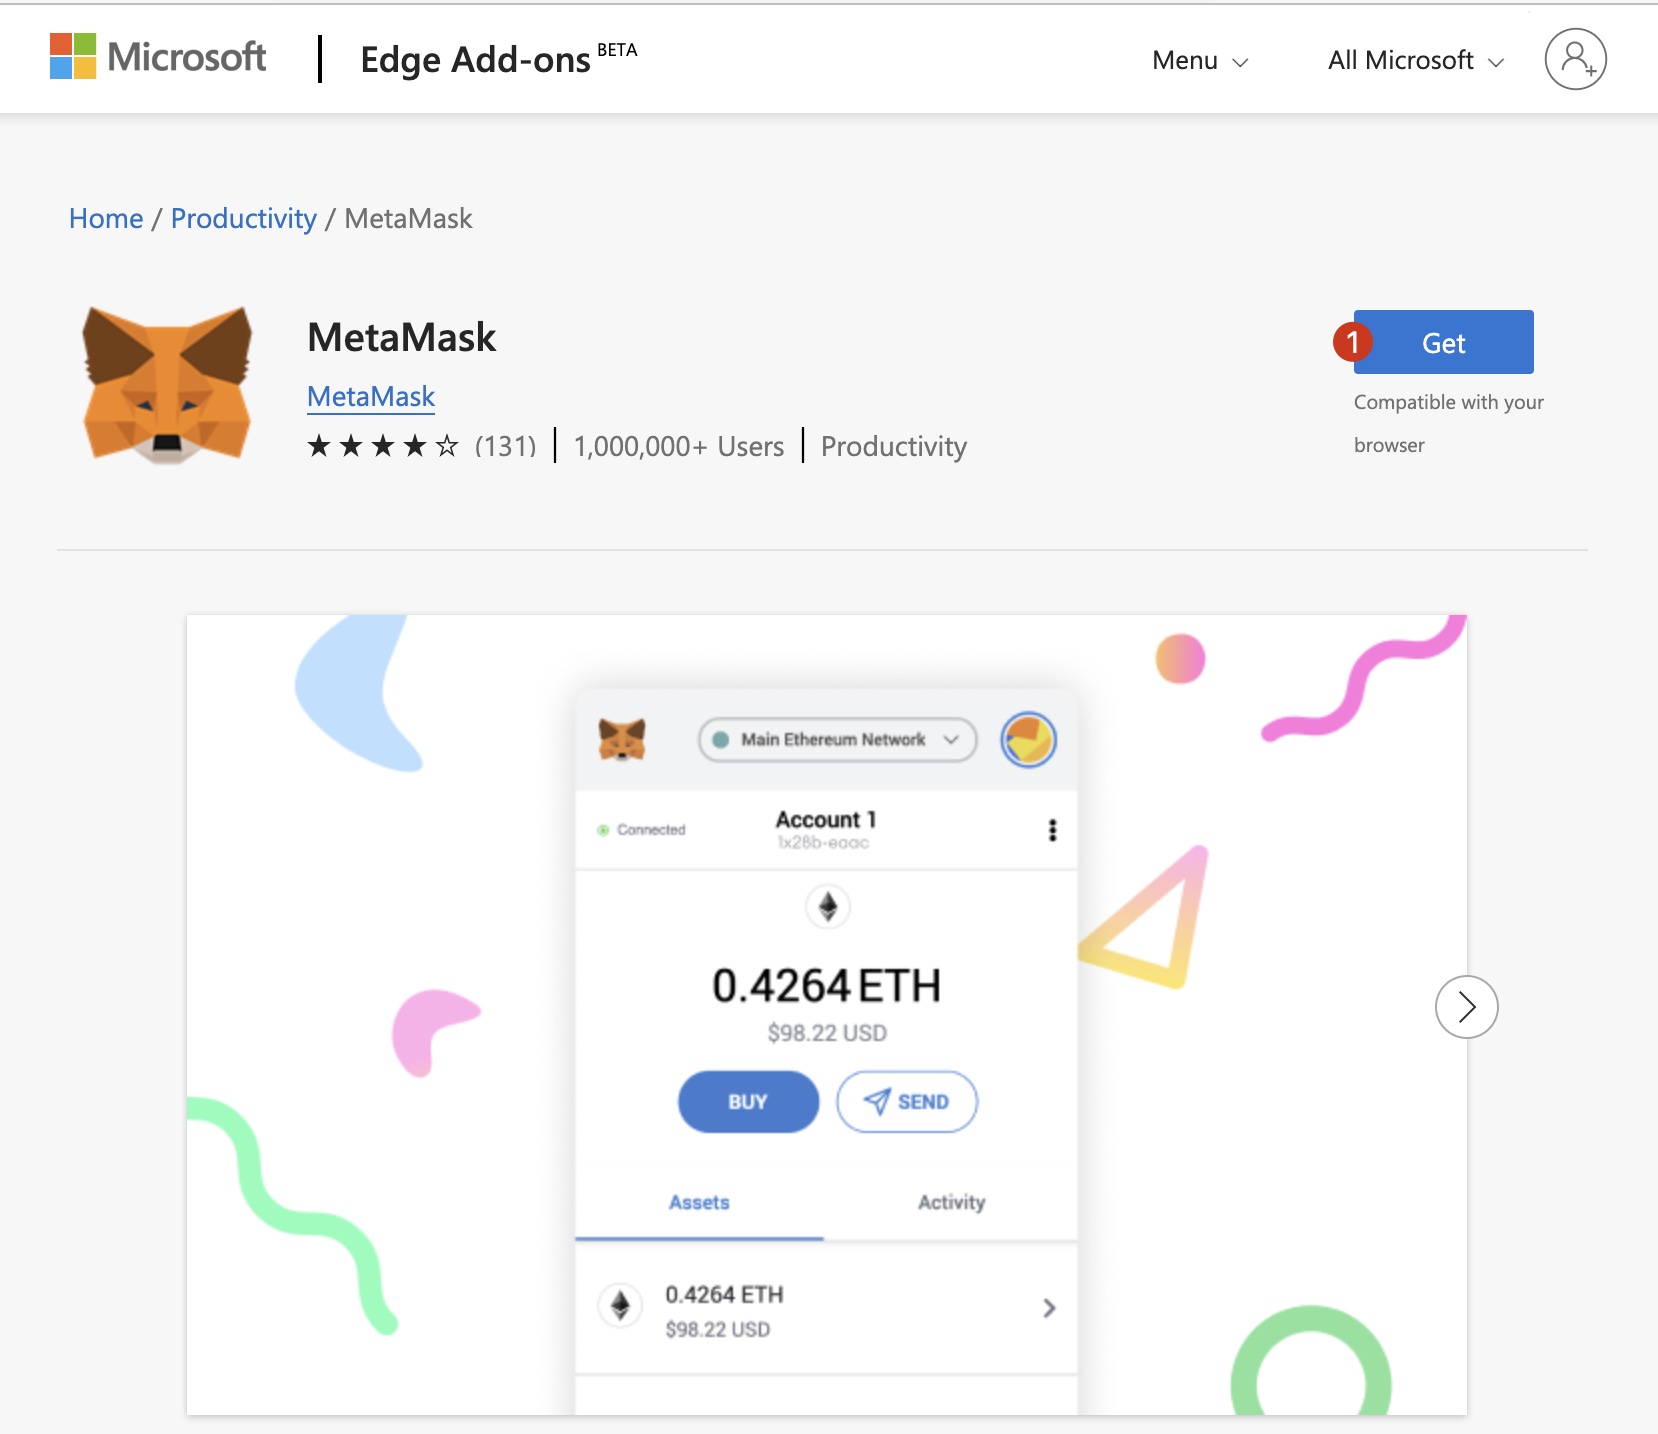 Microsoft | Edge Add-ons BETA Menu All Microsoft
Home / Productivity / MetaMask
MetaMask
MetaMask
(131) | 1,000,000+ Users | Productivity
1 Get
Compatible with your
browser
Main Ethereum Network
Connected
Account 1
1x28b-eaac
0.4264 ETH
$98.22 USD
BUY SEND
Assets Activity
0.4264 ETH
$98.22 USD